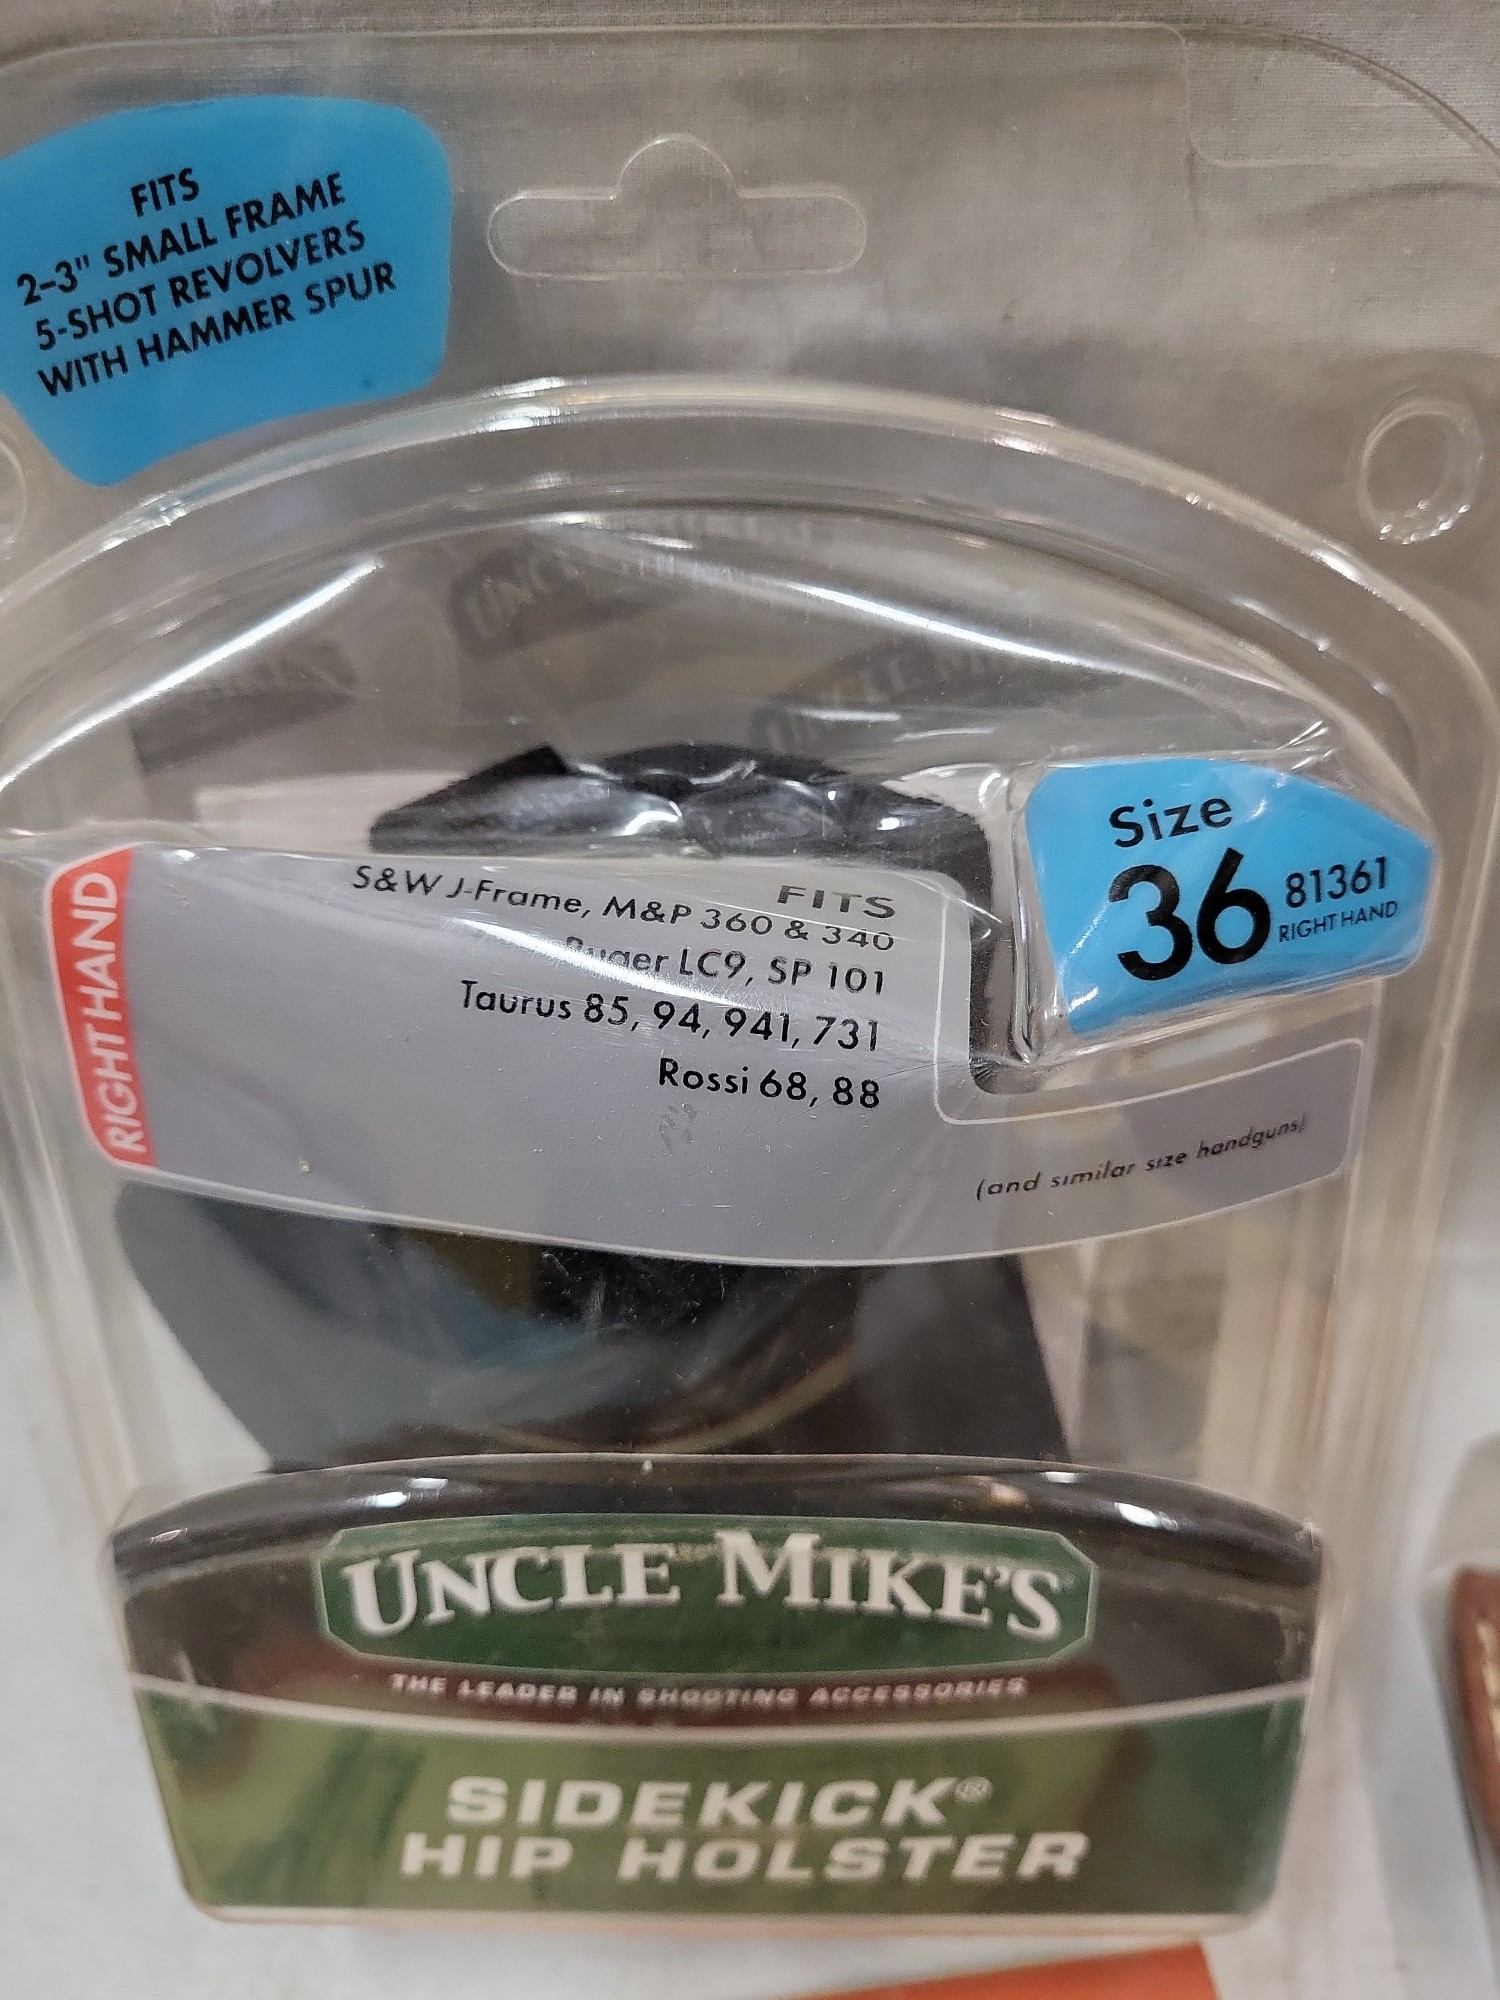 FITS
2-3" SMALL FRAME
5-SHOT REVOLVERS
WITH HAMMER SPUR
UNCLE MIKE
Size
36
81361
RIGHT HAND
RIGHT HAND
FITS
S&W J-Frame, M&P 360 & 340
Ruger LC9, SP 101
Taurus 85, 94, 941, 731
Rossi 68, 88
(and similar size handguns)
UNCLE MIKE'S
THE LEADER IN SHOOTING ACCESSORIES
SIDEKICK®
HIP HOLSTER